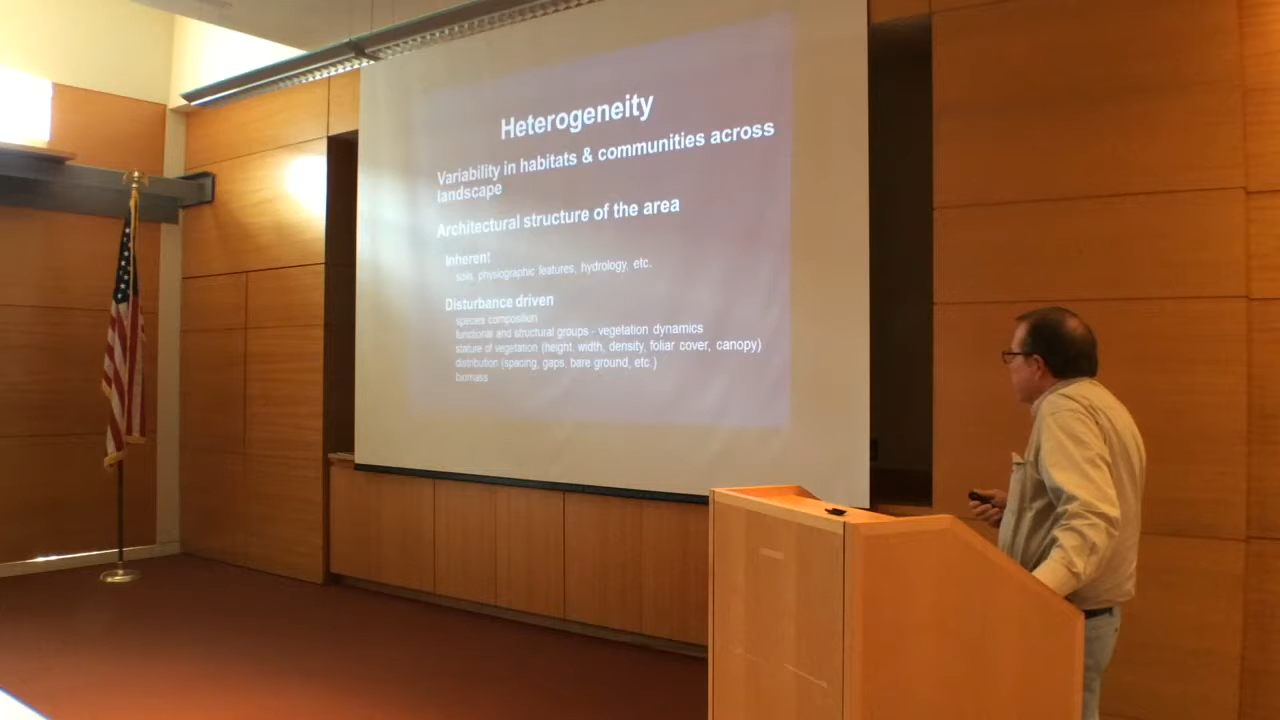 Heterogeneity
Variability in habitats & communities across
landscape
Architectural structure of the area
Inherent
soin, physiographic features, hydrology, etc.
Disturbance driven
species composition
functional and structural groups - vegetation dynamics
stature of vegetation (height, width, density, foliar cover, canopy)
distribution (spacing, gaps, bare ground, etc.)
biomass